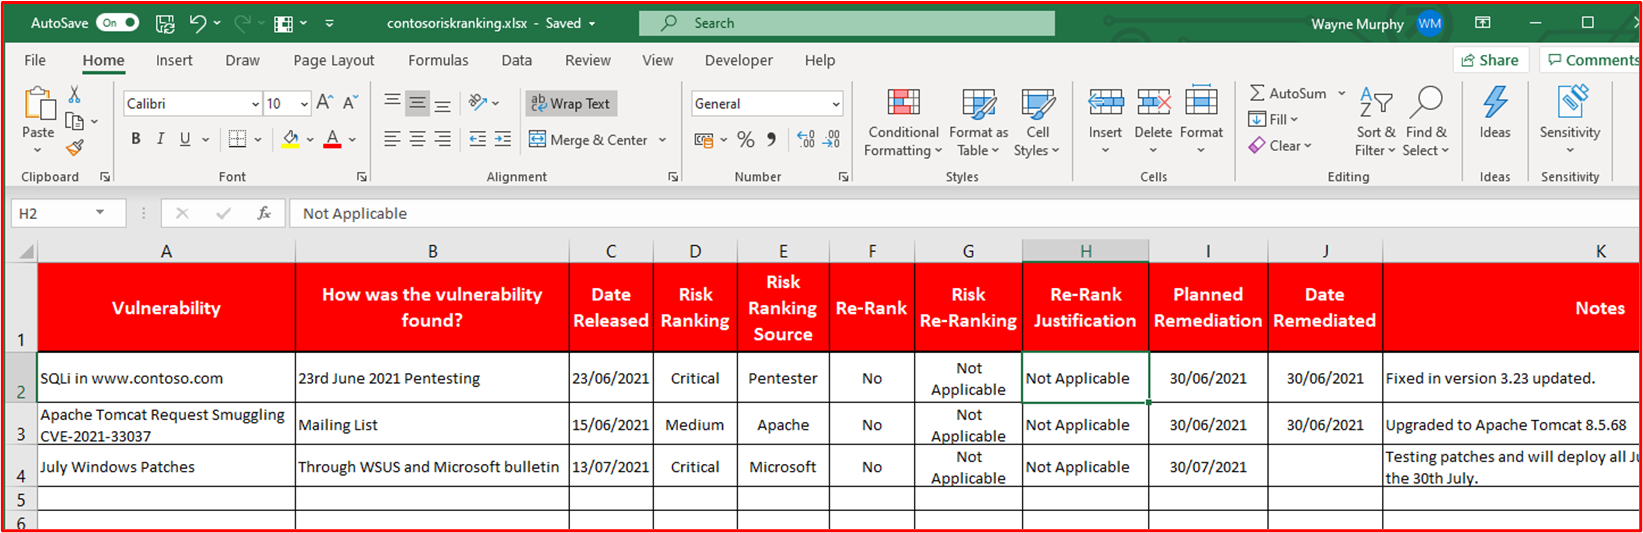 AutoSave On contosoriskranking.xlsx - Saved Search Wayne Murphy WM
File Home Insert Draw Page Layout Formulas Data Review View Developer Help Share Comments
Calibri 10 A A ab Wrap Text General AutoSum
Paste Conditional Format as Cell Insert Delete Format Fill Sort & Find & Ideas Sensitivity
B I U A Merge & Center % Formatting Table Styles Clear Filter Select
Clipboard Font Alignment Number Styles Cells Editing Ideas Sensitivity
H2 fx Not Applicable
A B C D E F G H I J K
1
Vulnerability
How was the vulnerability
found?
Date
Released
Risk
Ranking
Risk
Ranking
Source
Re-Rank
Risk
Re-Ranking
Re-Rank
Justification
Planned
Remediation
Date
Remediated
Notes
2
SQLi in www.contoso.com
23rd June 2021 Pentesting
23/06/2021
Critical
Pentester
No
Not
Applicable
Not Applicable
30/06/2021
30/06/2021
Fixed in version 3.23 updated.
3
Apache Tomcat Request Smuggling
CVE-2021-33037
Mailing List
15/06/2021
Medium
Apache
No
Not
Applicable
Not Applicable
30/06/2021
30/06/2021
Upgraded to Apache Tomcat 8.5.68
4
July Windows Patches
Through WSUS and Microsoft bulletin
13/07/2021
Critical
Microsoft
No
Not
Applicable
Not Applicable
30/07/2021
Testing patches and will deploy all
the 30th July.
5
6